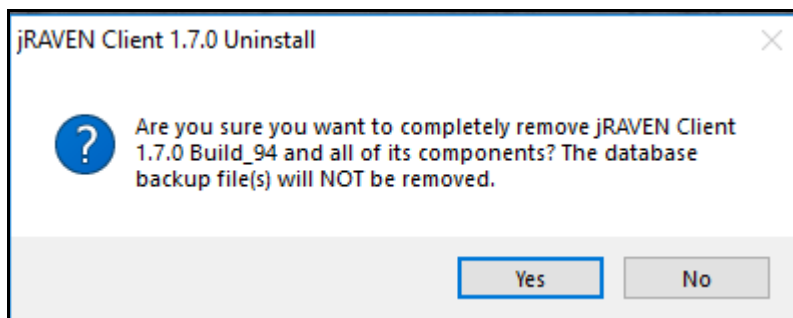 jRAVEN Client 1.7.0 Uninstall
?
Are you sure you want to completely remove jRAVEN Client
1.7.0 Build_94 and all of its components? The database
backup file(s) will NOT be removed.
Yes
No